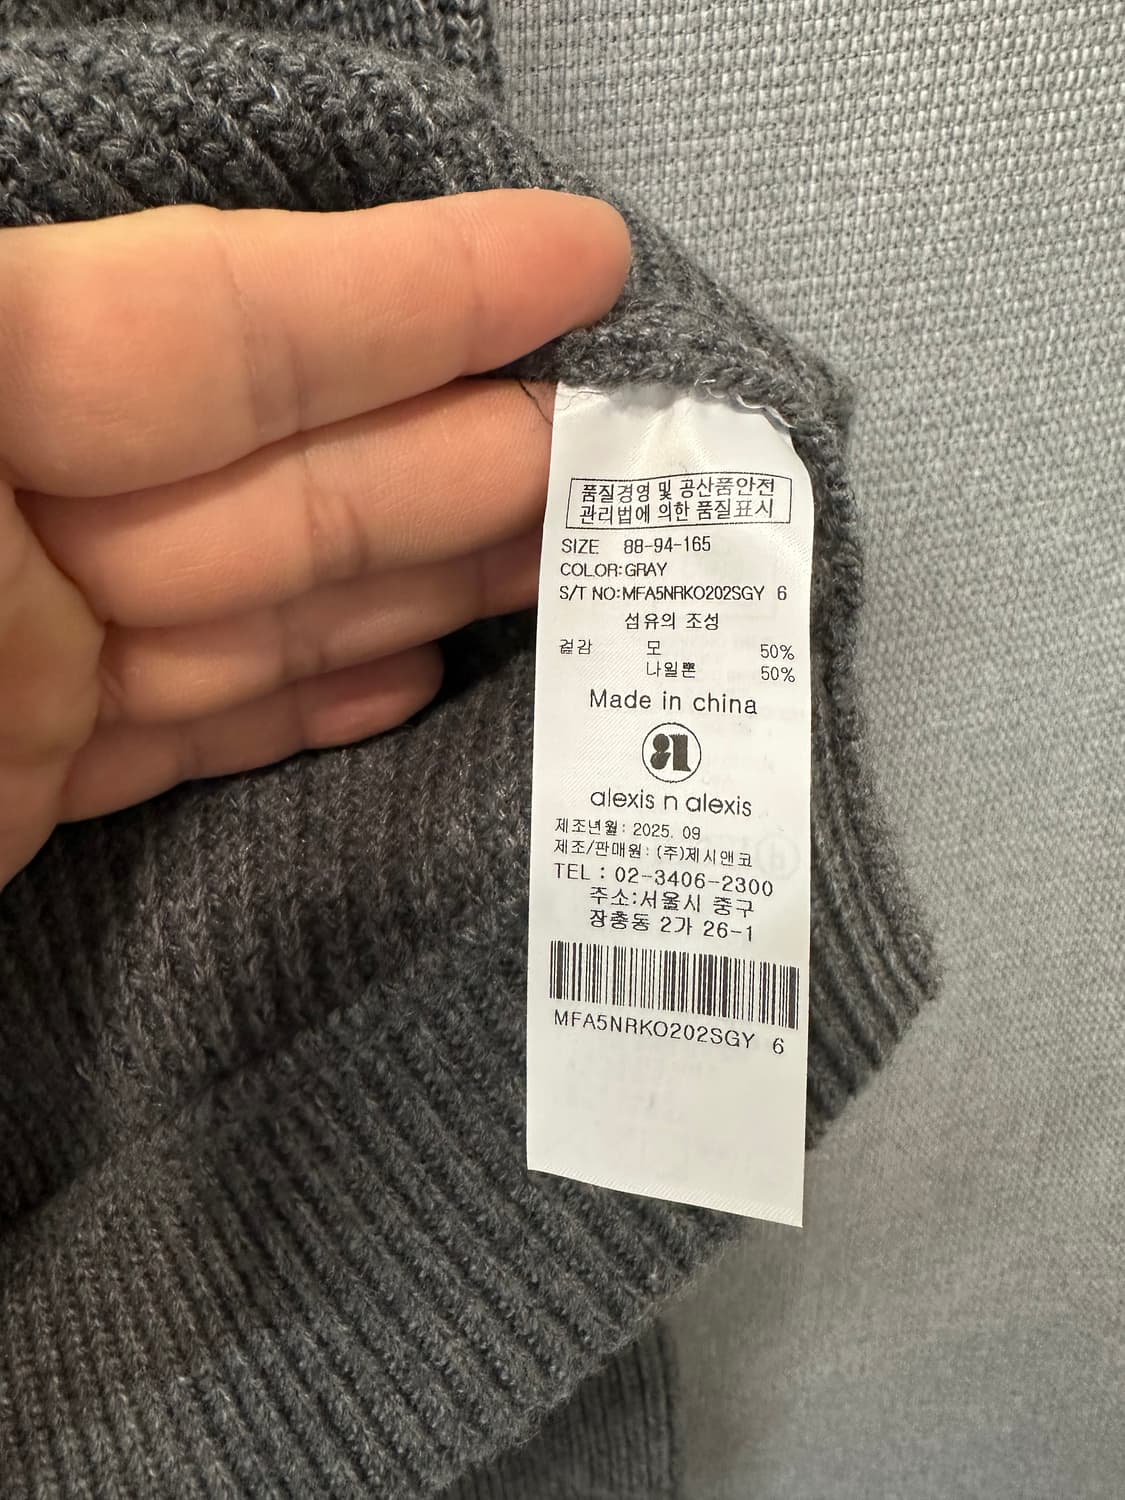 품질경영 및 공산품안전
관리법에 의한 품질표시
SIZE 88-94-165
COLOR:GRAY
S/T NO:MFA5NRKO202SGY 6
섬유의 조성
겉감 모 50%
나일론 50%
Made in china
alexis n alexis
제조년월: 2025. 09
제조/판매원: (주)제시앤코
TEL : 02-3406-2300
주소:서울시 중구
장충동 2가 26-1
MFA5NRKO202SGY 6